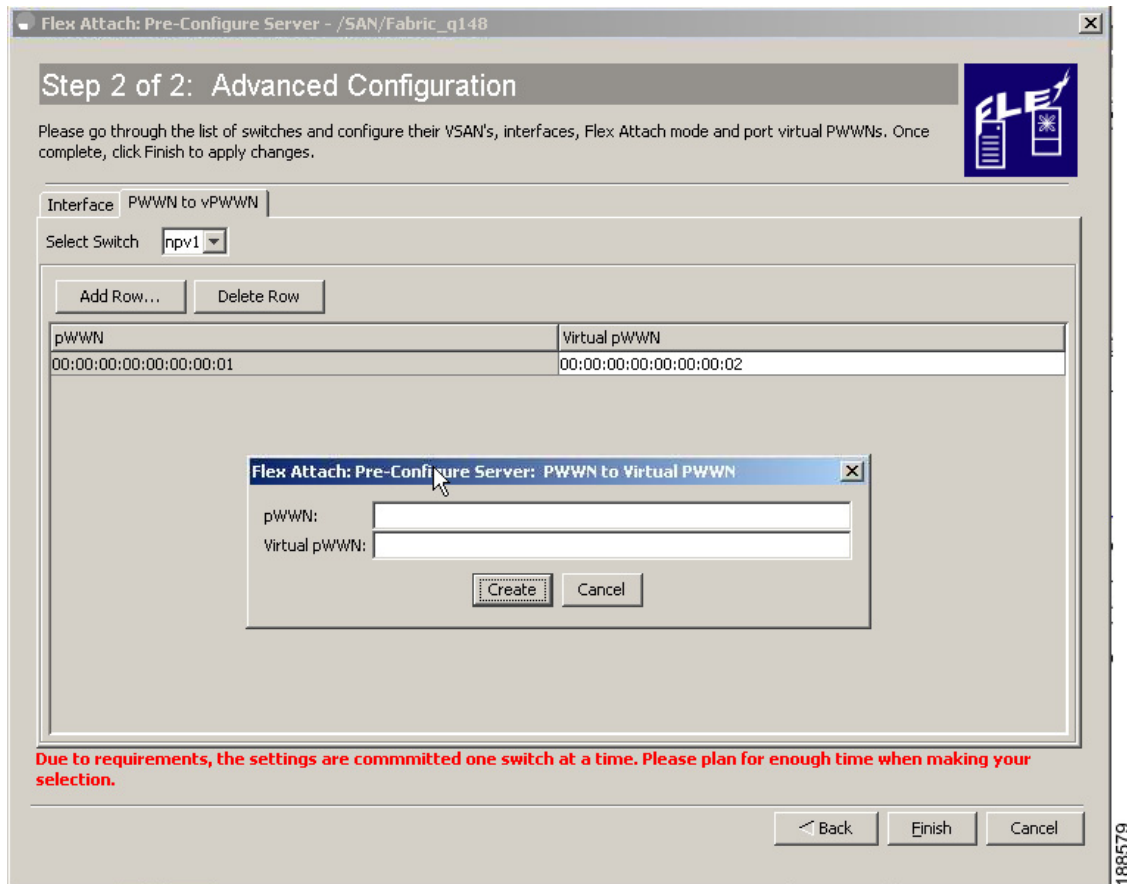 Flex Attach: Pre-Configure Server - /SAN/Fabric_q148
Step 2 of 2: Advanced Configuration
FLEX
Please go through the list of switches and configure their VSAN's, interfaces, Flex Attach mode and port virtual PWWNs. Once
complete, click Finish to apply changes.
Interface PWWN to vPWWN
Select Switch npv1
Add Row... Delete Row
pWWN Virtual pWWN
00:00:00:00:00:00:00:01 00:00:00:00:00:00:00:02
Flex Attach: Pre-Configure Server: PWWN to Virtual PWWN
pWWN:
Virtual pWWN:
Create Cancel
Due to requirements, the settings are commmitted one switch at a time. Please plan for enough time when making your
selection.
Back Finish Cancel
188579